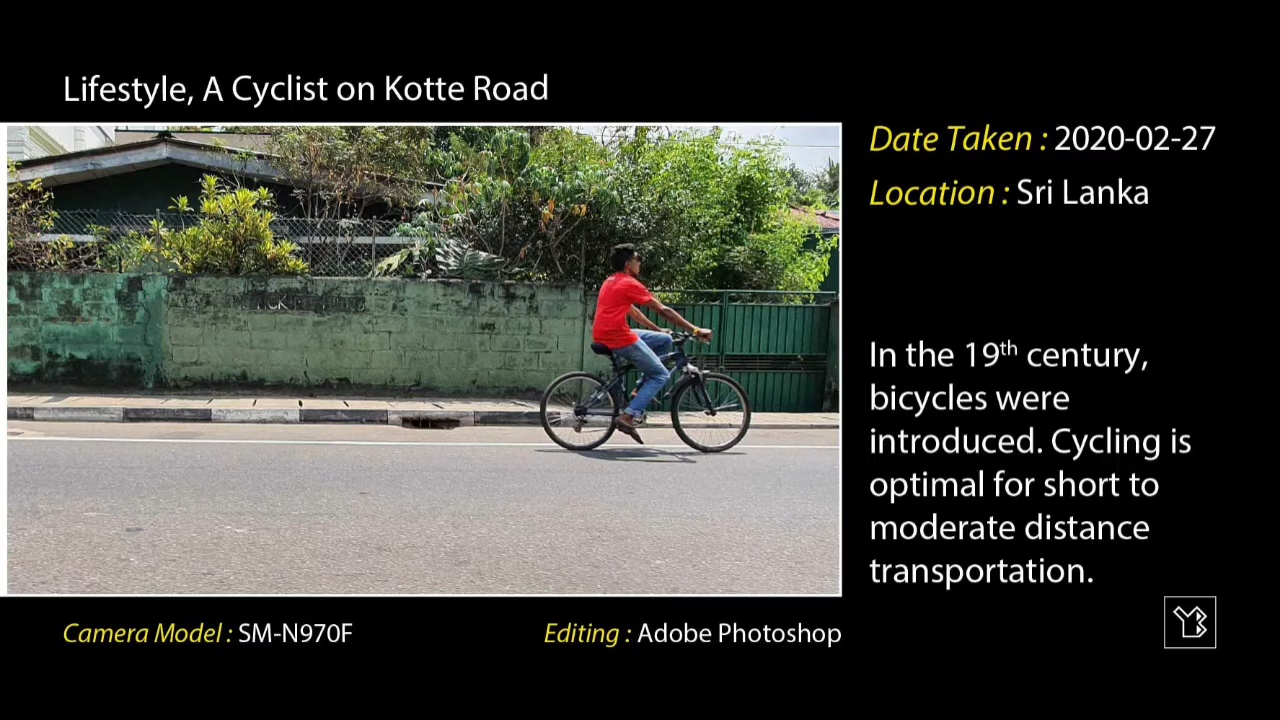 Lifestyle, A Cyclist on Kotte Road
Date Taken : 2020-02-27
Location : Sri Lanka
In the 19th century,
bicycles were
introduced. Cycling is
optimal for short to
moderate distance
transportation.
Camera Model : SM-N970F
Editing : Adobe Photoshop